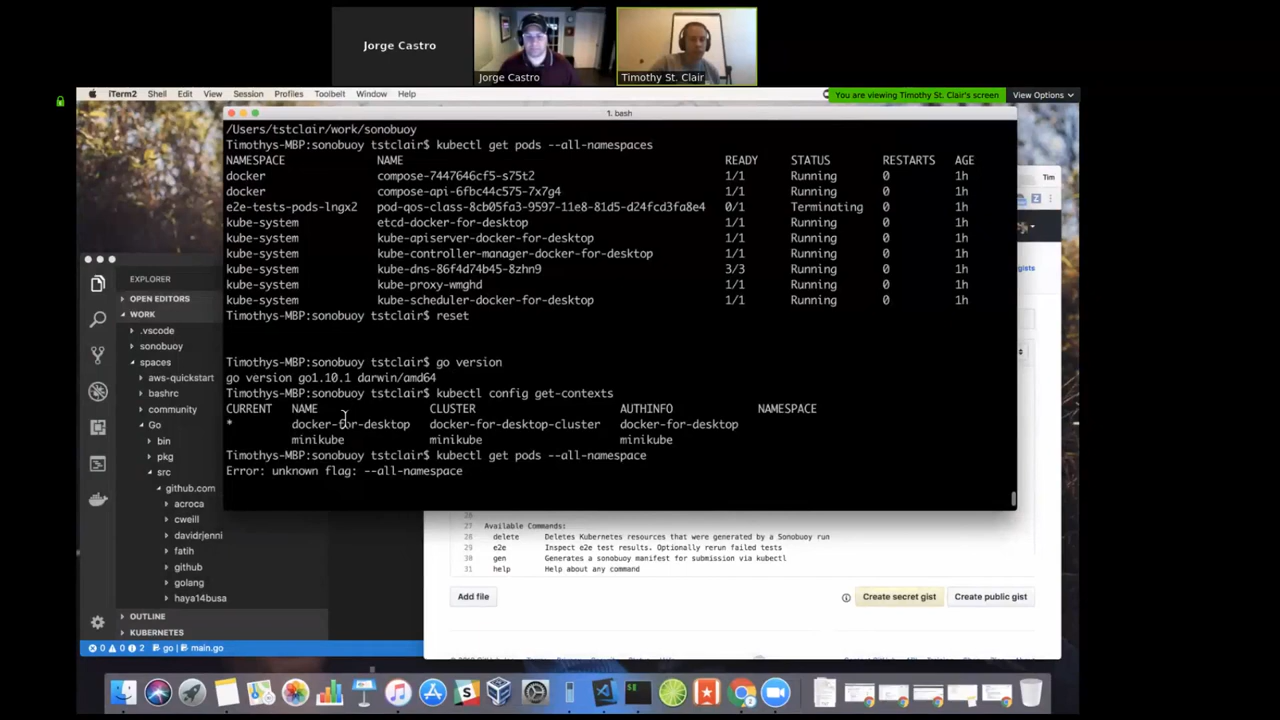 Jorge Castro
Jorge Castro
Timothy St. Clair
iTerm2 Shell Edit View Session Profiles Toolbelt Window Help
You are viewing Timothy St. Clair's screen
View Options
1. bash
/Users/tstclair/work/sonobuoy
Timothys-MBP:sonobuoy tstclair$ kubectl get pods --all-namespaces
NAMESPACE NAME READY STATUS RESTARTS AGE
docker compose-7447646cf5-s75t2 1/1 Running 0 1h
docker compose-api-6fbc44c575-7x7g4 1/1 Running 0 1h
e2e-tests-pods-lngx2 pod-qos-class-8cb05fa3-9597-11e8-81d5-d24fcd3fa8e4 0/1 Terminating 0 1h
kube-system etcd-docker-for-desktop 1/1 Running 0 1h
kube-system kube-apiserver-docker-for-desktop 1/1 Running 0 1h
kube-system kube-controller-manager-docker-for-desktop 1/1 Running 0 1h
kube-system kube-dns-86f4d74b45-8zhn9 3/3 Running 0 1h
kube-system kube-proxy-wmghd 1/1 Running 0 1h
kube-system kube-scheduler-docker-for-desktop 1/1 Running 0 1h
Timothys-MBP:sonobuoy tstclair$ reset
Timothys-MBP:sonobuoy tstclair$ go version
go version go1.10.1 darwin/amd64
Timothys-MBP:sonobuoy tstclair$ kubectl config get-contexts
CURRENT NAME CLUSTER AUTHINFO NAMESPACE
* docker-for-desktop docker-for-desktop-cluster docker-for-desktop
minikube minikube minikube
Timothys-MBP:sonobuoy tstclair$ kubectl get pods --all-namespace
Error: unknown flag: --all-namespace
Tim
gists
EXPLORER
OPEN EDITORS
WORK
.vscode
sonobuoy
spaces
aws-quickstart
bashrc
community
Go
bin
pkg
src
github.com
acroca
cweill
davidrjenni
fatih
github
golang
haya14busa
OUTLINE
KUBERNETES
0 0 2 go main.go
26
27 Available Commands:
28 delete Deletes Kubernetes resources that were generated by a Sonobuoy run
29 e2e Inspect e2e test results. Optionally rerun failed tests
30 gen Generates a sonobuoy manifest for submission via kubectl
31 help Help about any command
Add file
Create secret gist
Create public gist